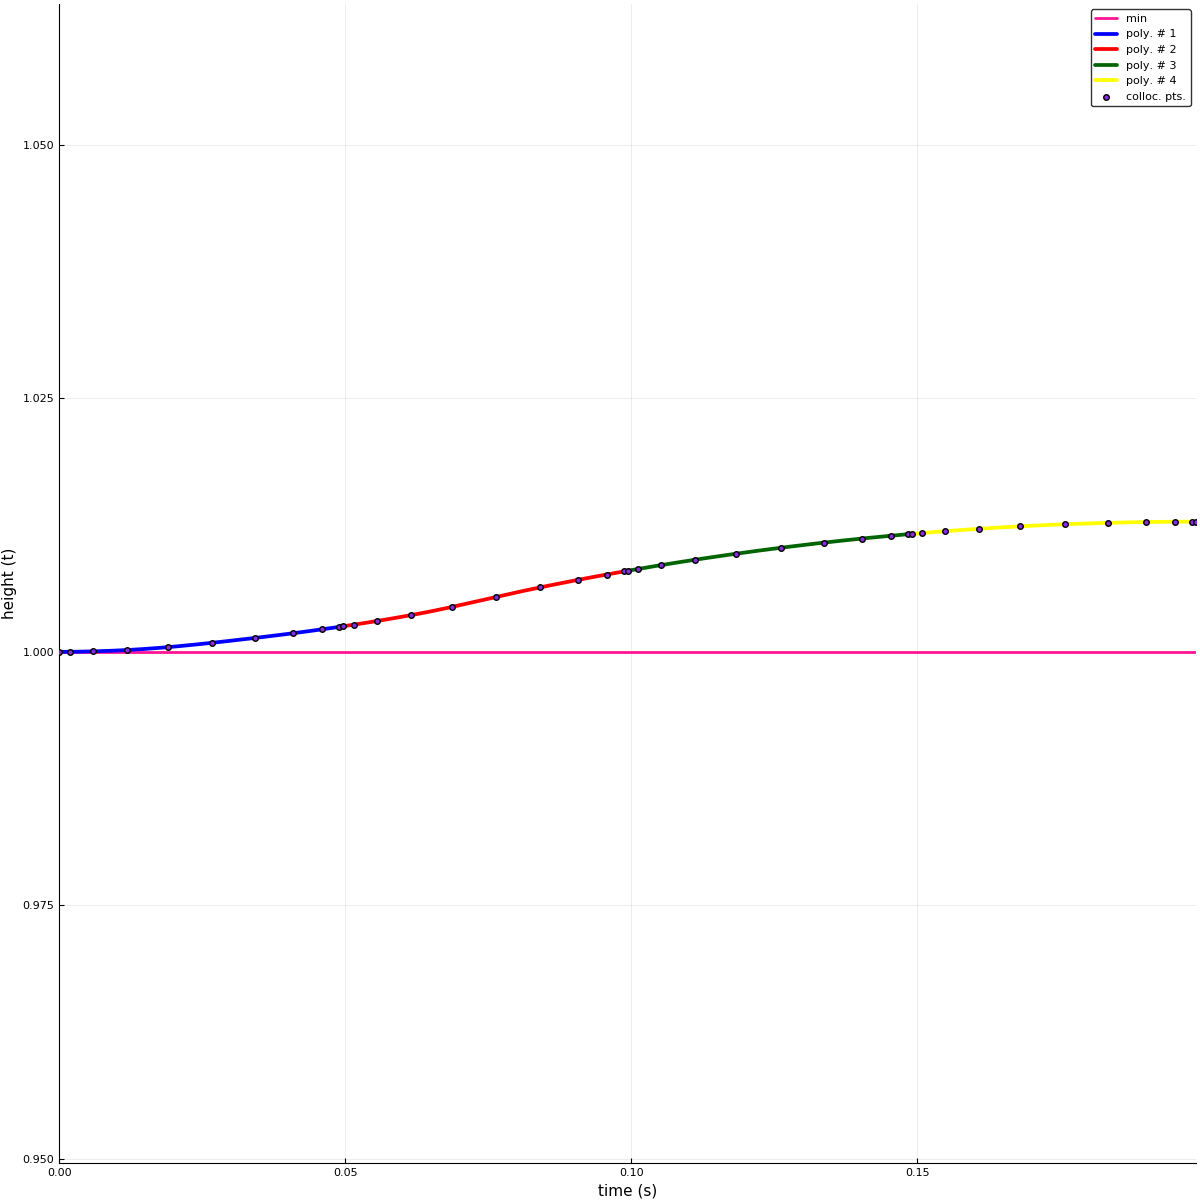 min
poly. # 1
poly. # 2
poly. # 3
poly. # 4
colloc. pts.
1.050
1.025
1.000
0.975
0.950
height (t)
0.00 0.05 0.10 0.15
time (s)